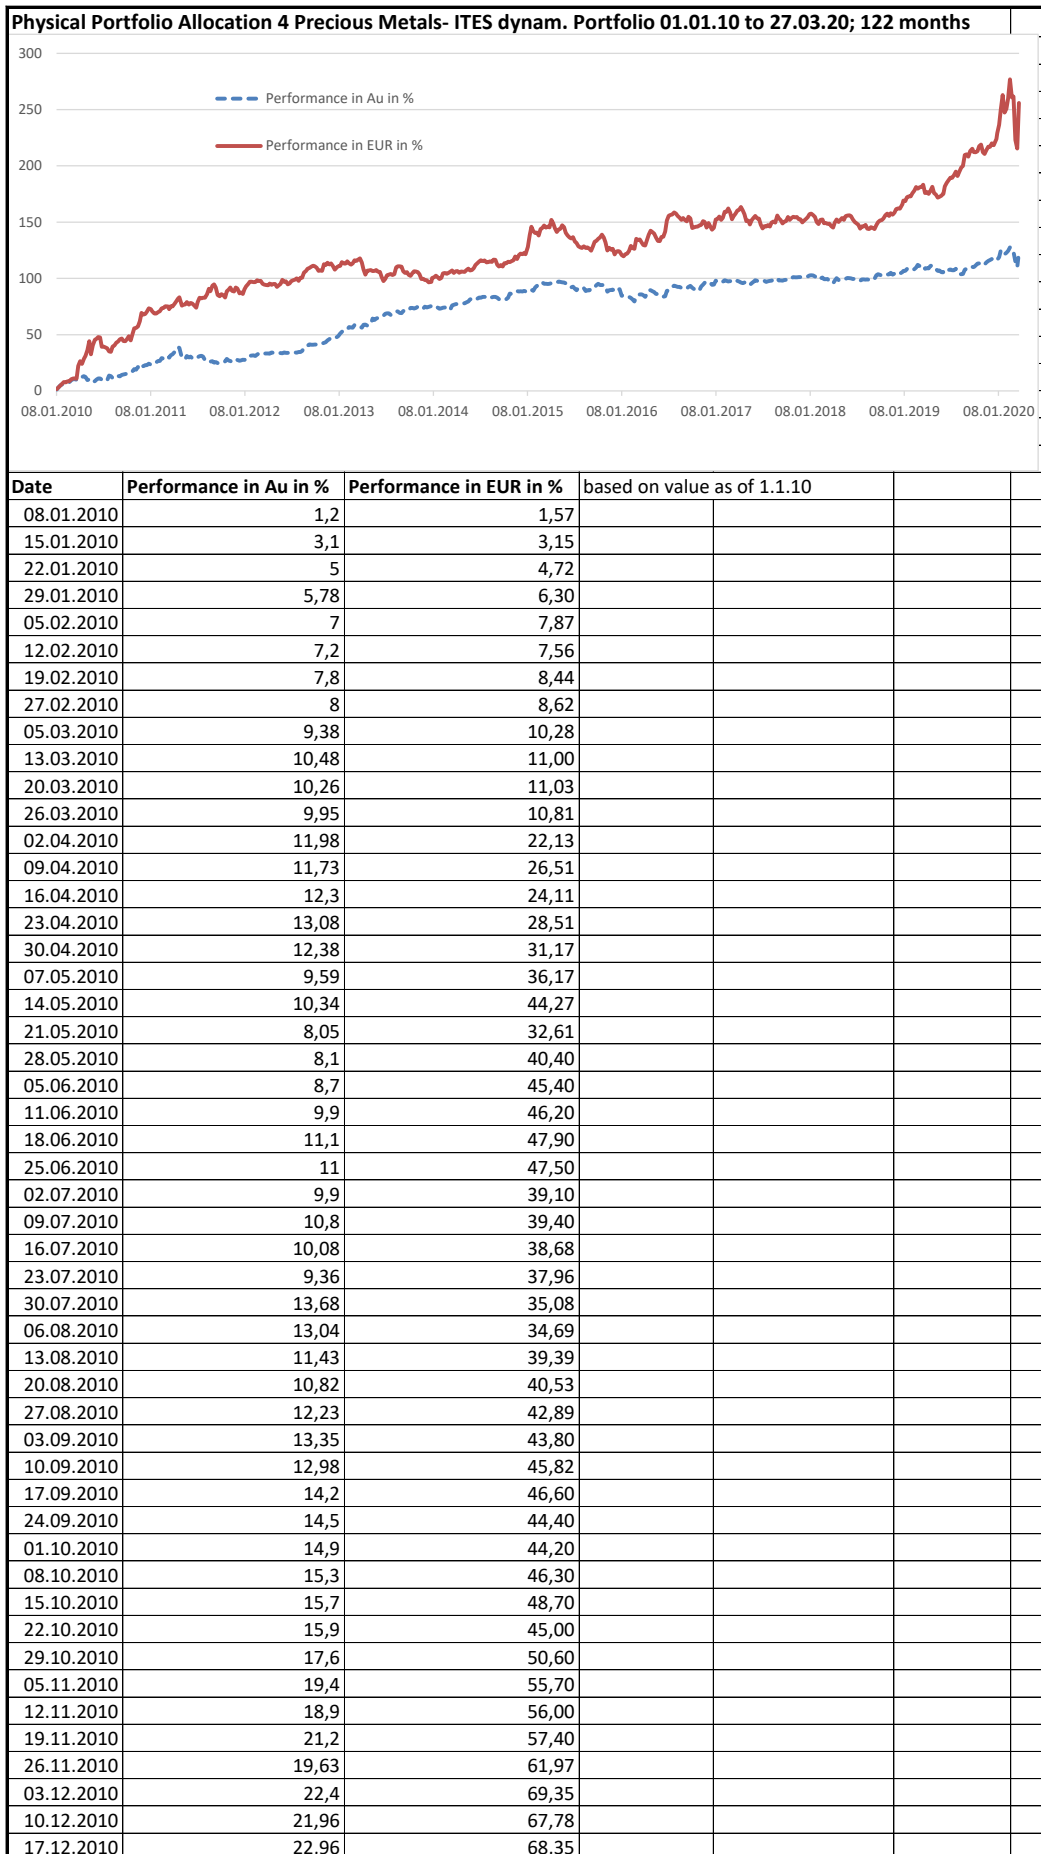 Physical Portfolio Allocation 4 Precious Metals- ITES dynam. Portfolio 01.01.10 to 27.03.20; 122 months
300
250
200
150
100
50
0
Performance in Au in %
Performance in EUR in %
08.01.2010 08.01.2011 08.01.2012 08.01.2013 08.01.2014 08.01.2015 08.01.2016 08.01.2017 08.01.2018 08.01.2019 08.01.2020
Date Performance in Au in % Performance in EUR in % based on value as of 1.1.10
08.01.2010 1,2 1,57
15.01.2010 3,1 3,15
22.01.2010 5 4,72
29.01.2010 5,78 6,30
05.02.2010 7 7,87
12.02.2010 7,2 7,56
19.02.2010 7,8 8,44
27.02.2010 8 8,62
05.03.2010 9,38 10,28
13.03.2010 10,48 11,00
20.03.2010 10,26 11,03
26.03.2010 9,95 10,81
02.04.2010 11,98 22,13
09.04.2010 11,73 26,51
16.04.2010 12,3 24,11
23.04.2010 13,08 28,51
30.04.2010 12,38 31,17
07.05.2010 9,59 36,17
14.05.2010 10,34 44,27
21.05.2010 8,05 32,61
28.05.2010 8,1 40,40
05.06.2010 8,7 45,40
11.06.2010 9,9 46,20
18.06.2010 11,1 47,90
25.06.2010 11 47,50
02.07.2010 9,9 39,10
09.07.2010 10,8 39,40
16.07.2010 10,08 38,68
23.07.2010 9,36 37,96
30.07.2010 13,68 35,08
06.08.2010 13,04 34,69
13.08.2010 11,43 39,39
20.08.2010 10,82 40,53
27.08.2010 12,23 42,89
03.09.2010 13,35 43,80
10.09.2010 12,98 45,82
17.09.2010 14,2 46,60
24.09.2010 14,5 44,40
01.10.2010 14,9 44,20
08.10.2010 15,3 46,30
15.10.2010 15,7 48,70
22.10.2010 15,9 45,00
29.10.2010 17,6 50,60
05.11.2010 19,4 55,70
12.11.2010 18,9 56,00
19.11.2010 21,2 57,40
26.11.2010 19,63 61,97
03.12.2010 22,4 69,35
10.12.2010 21,96 67,78
17.12.2010 22,96 68,35